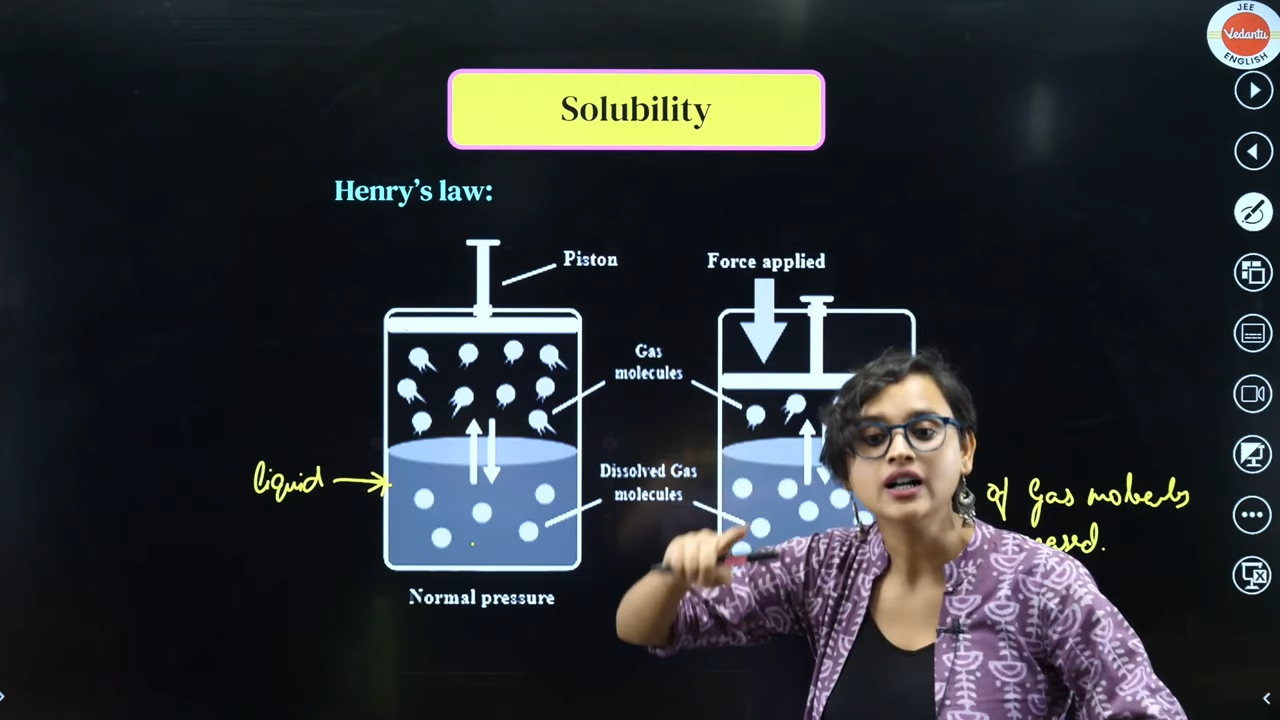 JEE
Vedantu
ENGLISH
Solubility
Henry's law:
Piston
Force applied
Gas
molecules
liquid
Dissolved Gas
molecules
of Gas
Normal pressure